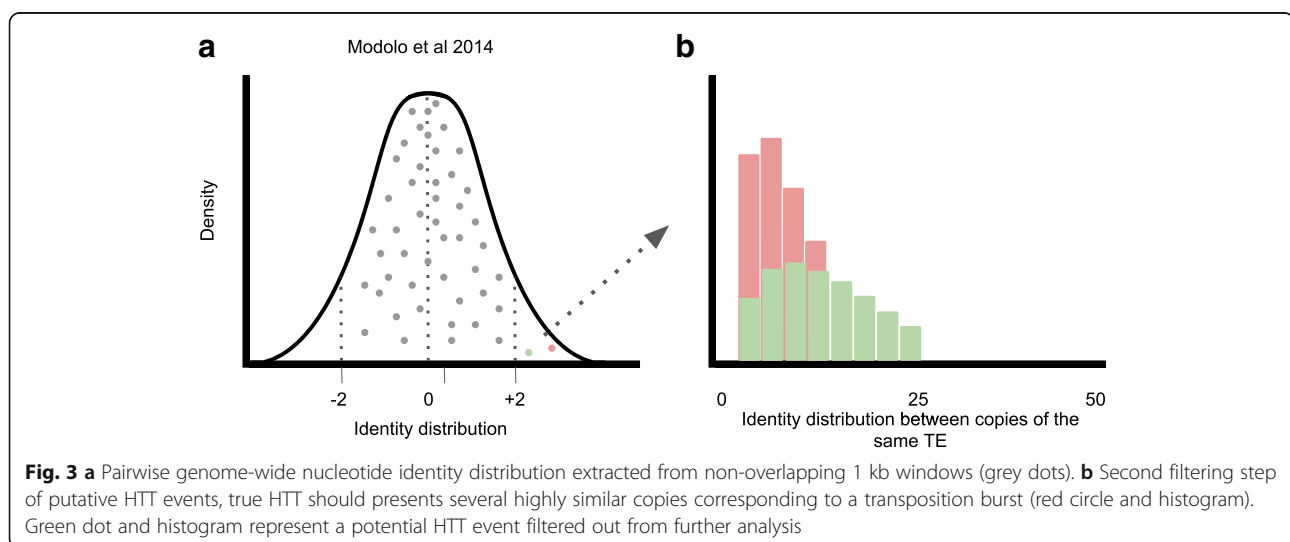 a
Modolo et al 2014
b
Density
-2
0
+2
Identity distribution
0
25
50
Identity distribution between copies of the
same TE
Fig. 3 a Pairwise genome-wide nucleotide identity distribution extracted from non-overlapping 1 kb windows (grey dots). b Second filtering step
of putative HTT events, true HTT should presents several highly similar copies corresponding to a transposition burst (red circle and histogram).
Green dot and histogram represent a potential HTT event filtered out from further analysis